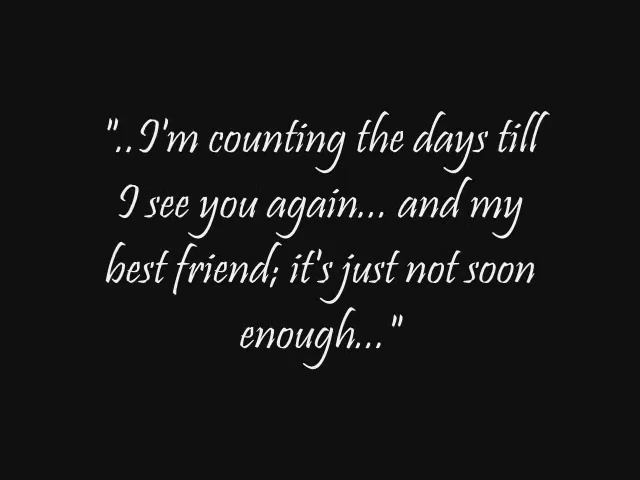 "..I'm counting the days till
I see you again... and my
best friend; it's just not soon
enough..."